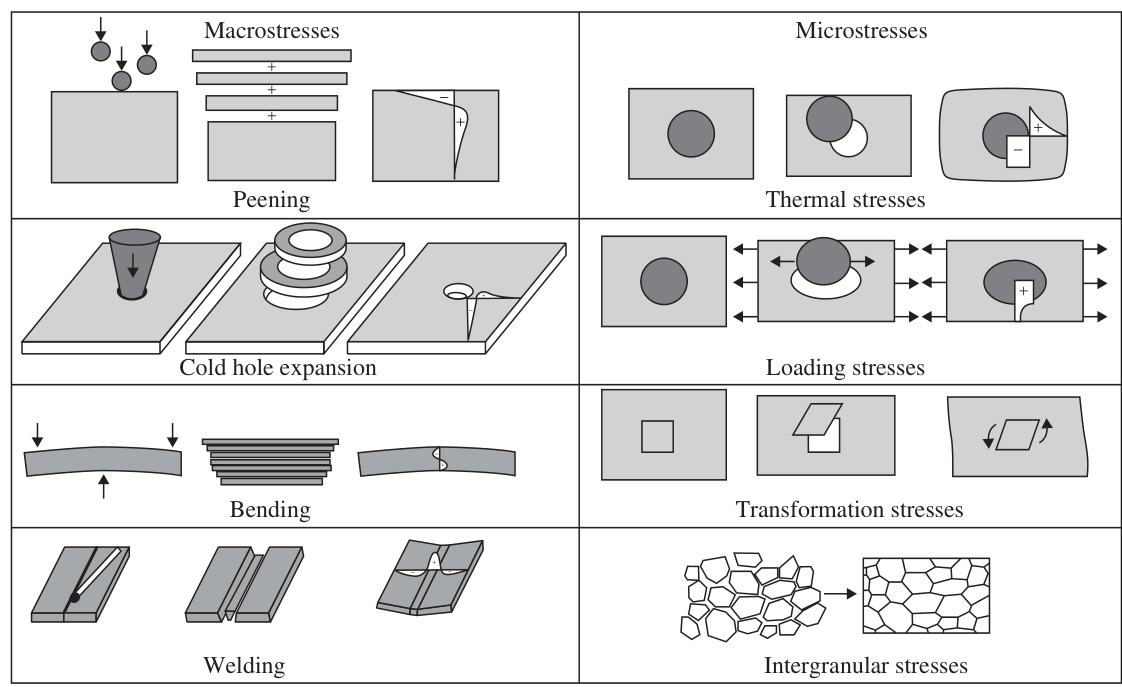 Macrostresses
Microstresses
+
+
+
−
+
+
−
Peening
Thermal stresses
+
−
+
Cold hole expansion
Loading stresses
Bending
Transformation stresses
−
+
−
Welding
Intergranular stresses